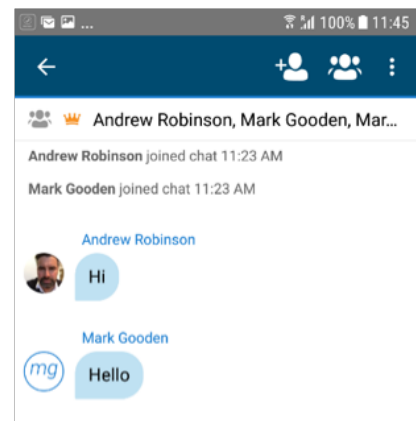 ... 100% 11:45
Andrew Robinson, Mark Gooden, Mar...
Andrew Robinson joined chat 11:23 AM
Mark Gooden joined chat 11:23 AM
Andrew Robinson
Hi
Mark Gooden
mg
Hello